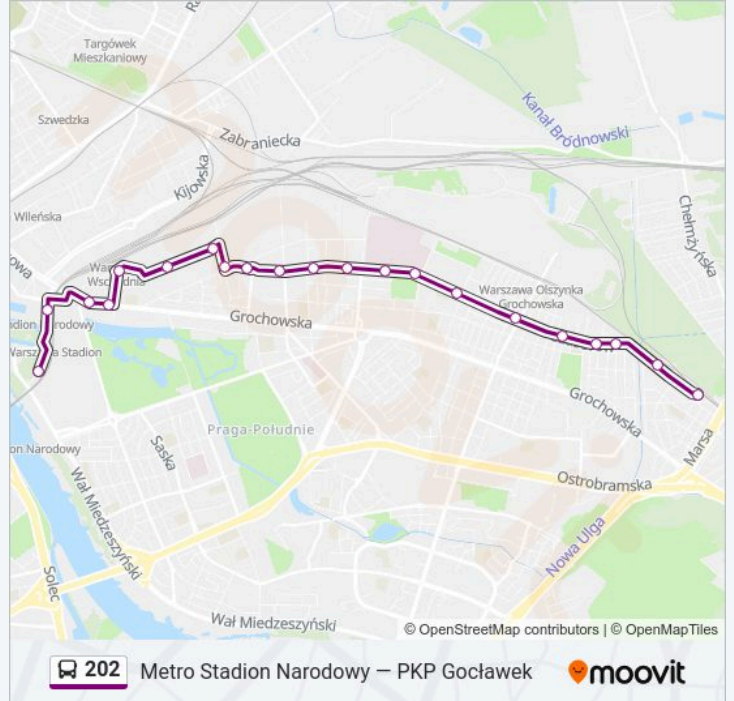 Targówek
Mieszkaniowy
Szwedzka
Zabraniecka
Kanał Bródnowski
Kijowska
Chełmżyńska
Wileńska
Warszawa Olszynka
Grochowska
Grochowska
Warszawa Stadion
Grochowska
Praga-Południe
Saska
Marsa
Ostrobramska
Wał Miedzeszyński
Nowa Ulga
Solec
Wał Miedzeszyński
© OpenStreetMap contributors | © OpenMapTiles
202 Metro Stadion Narodowy — PKP Gocławek moovit